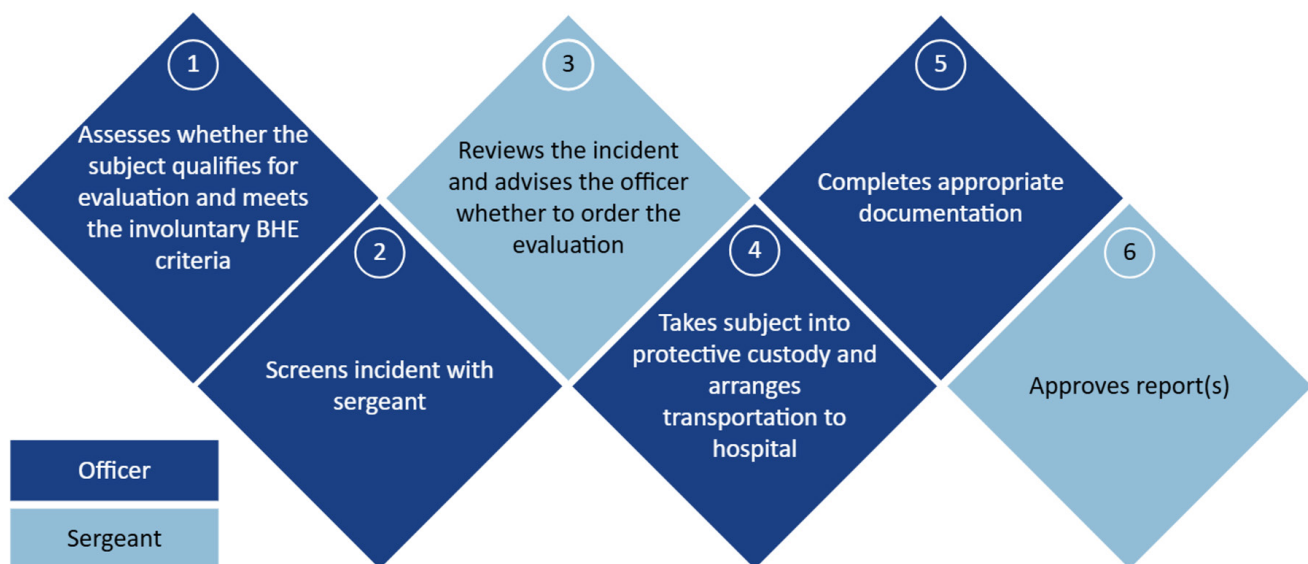 1
Assesses whether the
subject qualifies for
evaluation and meets
the involuntary BHE
criteria
2
Screens incident with
sergeant
3
Reviews the incident
and advises the officer
whether to order the
evaluation
4
Takes subject into
protective custody and
arranges
transportation to
hospital
5
Completes appropriate
documentation
6
Approves report(s)
Officer
Sergeant